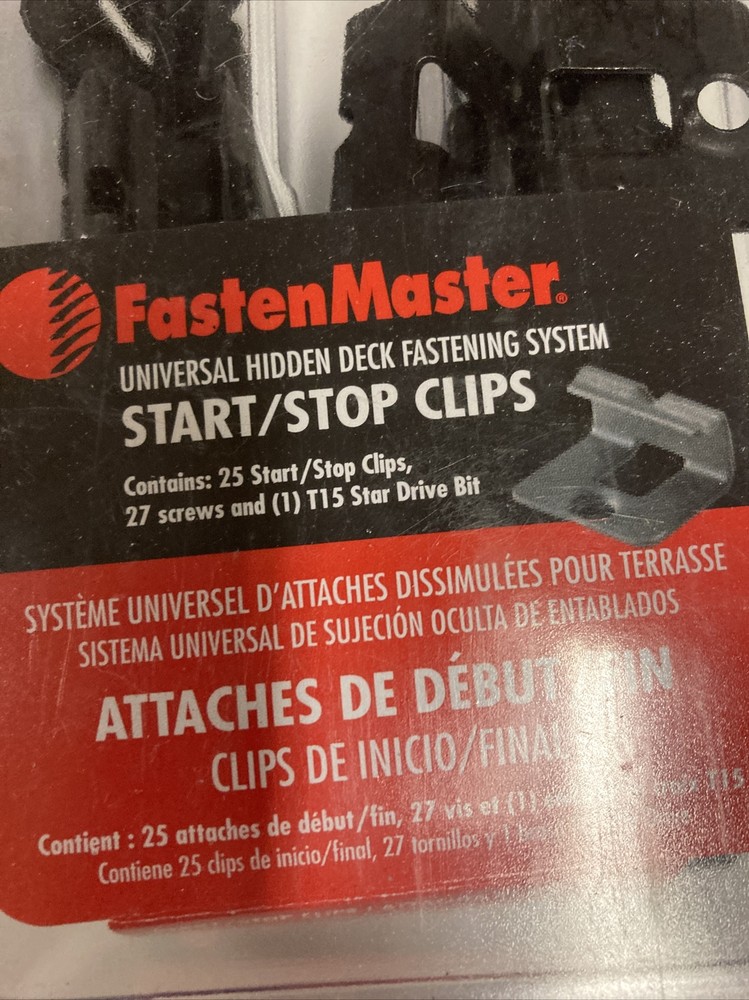 FastenMaster®
UNIVERSAL HIDDEN DECK FASTENING SYSTEM
START/STOP CLIPS
Contains: 25 Start/Stop Clips,
27 screws and (1) T15 Star Drive Bit
SYSTÈME UNIVERSEL D'ATTACHES DISSIMULÉES POUR TERRASSE
SISTEMA UNIVERSAL DE SUJECIÓN OCULTA DE ENTABLADOS
ATTACHES DE DÉBUT
CLIPS DE INICIO/FINAL
Contient : 25 attaches de début/fin, 27 vis et (1) T15
Contiene 25 clips de inicio/final, 27 tornillos y 1